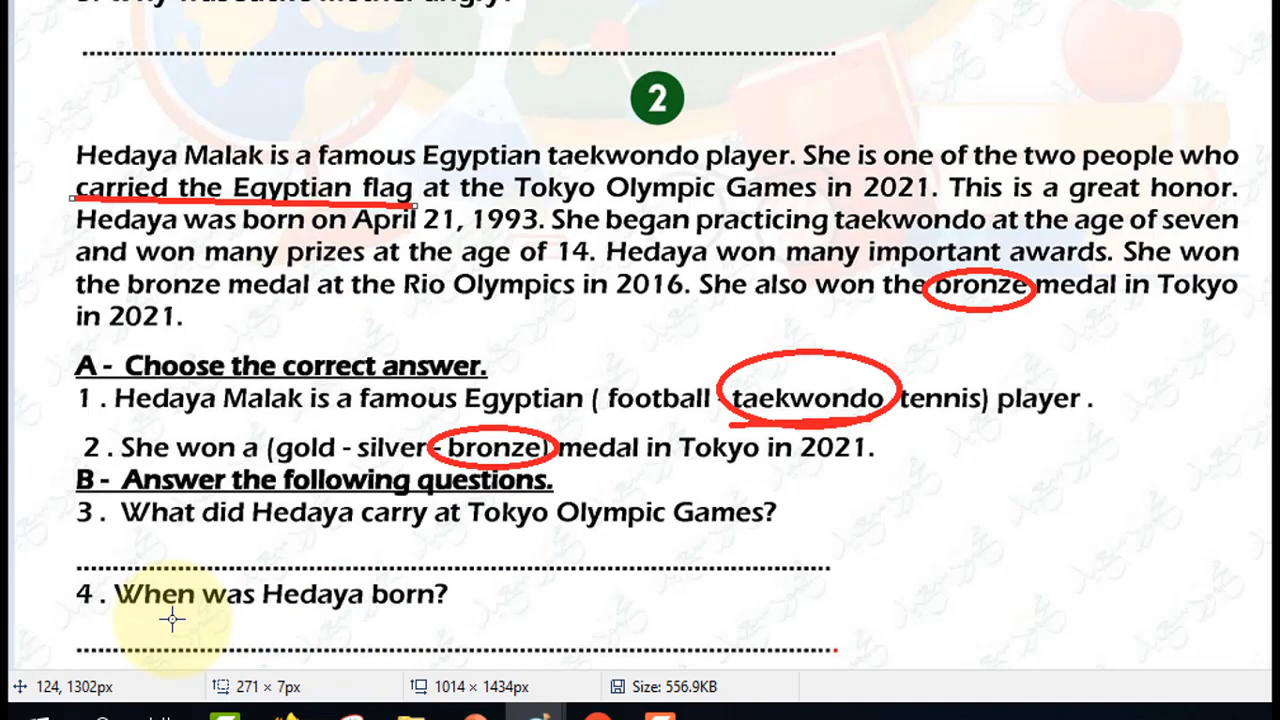 .........................................................................................
2
Hedaya Malak is a famous Egyptian taekwondo player. She is one of the two people who
carried the Egyptian flag at the Tokyo Olympic Games in 2021. This is a great honor.
Hedaya was born on April 21, 1993. She began practicing taekwondo at the age of seven
and won many prizes at the age of 14. Hedaya won many important awards. She won
the bronze medal at the Rio Olympics in 2016. She also won the bronze medal in Tokyo
in 2021.
A - Choose the correct answer.
1 . Hedaya Malak is a famous Egyptian ( football - taekwondo tennis) player .
2 . She won a (gold - silver - bronze) medal in Tokyo in 2021.
B - Answer the following questions.
3 . What did Hedaya carry at Tokyo Olympic Games?
.........................................................................................
4 . When was Hedaya born?
.........................................................................................
124, 1302px 271 × 7px 1014 × 1434px Size: 556.9KB